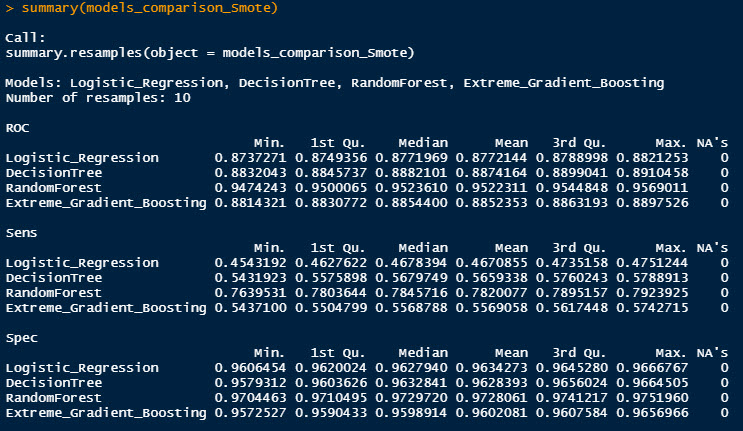 > summary(models_comparison_Smote)
Call:
summary.resamples(object = models_comparison_Smote)
Models: Logistic_Regression, DecisionTree, RandomForest, Extreme_Gradient_Boosting
Number of resamples: 10
ROC
Min. 1st Qu. Median Mean 3rd Qu. Max. NA's
Logistic_Regression 0.8737271 0.8749356 0.8771969 0.8772144 0.8788998 0.8821253 0
DecisionTree 0.8832043 0.8845737 0.8882101 0.8874164 0.8899041 0.8910458 0
RandomForest 0.9474243 0.9500065 0.9523610 0.9522311 0.9544848 0.9569011 0
Extreme_Gradient_Boosting 0.8814321 0.8830772 0.8854400 0.8852353 0.8863193 0.8897526 0
Sens
Min. 1st Qu. Median Mean 3rd Qu. Max. NA's
Logistic_Regression 0.4543192 0.4627622 0.4678394 0.4670855 0.4735158 0.4751244 0
DecisionTree 0.5431923 0.5575898 0.5679749 0.5659338 0.5760243 0.5788913 0
RandomForest 0.7639531 0.7803644 0.7845716 0.7820077 0.7895157 0.7923925 0
Extreme_Gradient_Boosting 0.5437100 0.5504799 0.5568788 0.5569058 0.5617448 0.5742715 0
Spec
Min. 1st Qu. Median Mean 3rd Qu. Max. NA's
Logistic_Regression 0.9606454 0.9620024 0.9627940 0.9634273 0.9645280 0.9666767 0
DecisionTree 0.9579312 0.9603626 0.9632841 0.9628393 0.9656024 0.9664505 0
RandomForest 0.9704463 0.9710495 0.9729720 0.9728061 0.9741217 0.9751960 0
Extreme_Gradient_Boosting 0.9572527 0.9590433 0.9598914 0.9602081 0.9607584 0.9656966 0